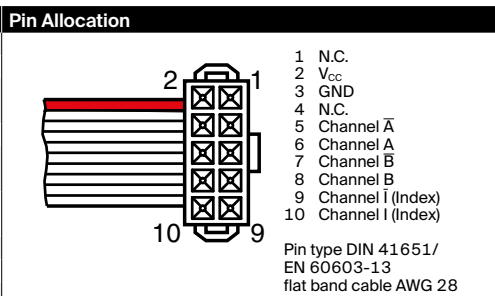 Pin Allocation
2 1
10 9
1 N.C.
2 V<sub>CC</sub>
3 GND
4 N.C.
5 Channel A̅
6 Channel A
7 Channel B̅
8 Channel B
9 Channel I̅ (Index)
10 Channel I (Index)
Pin type DIN 41651/
EN 60603-13
flat band cable AWG 28